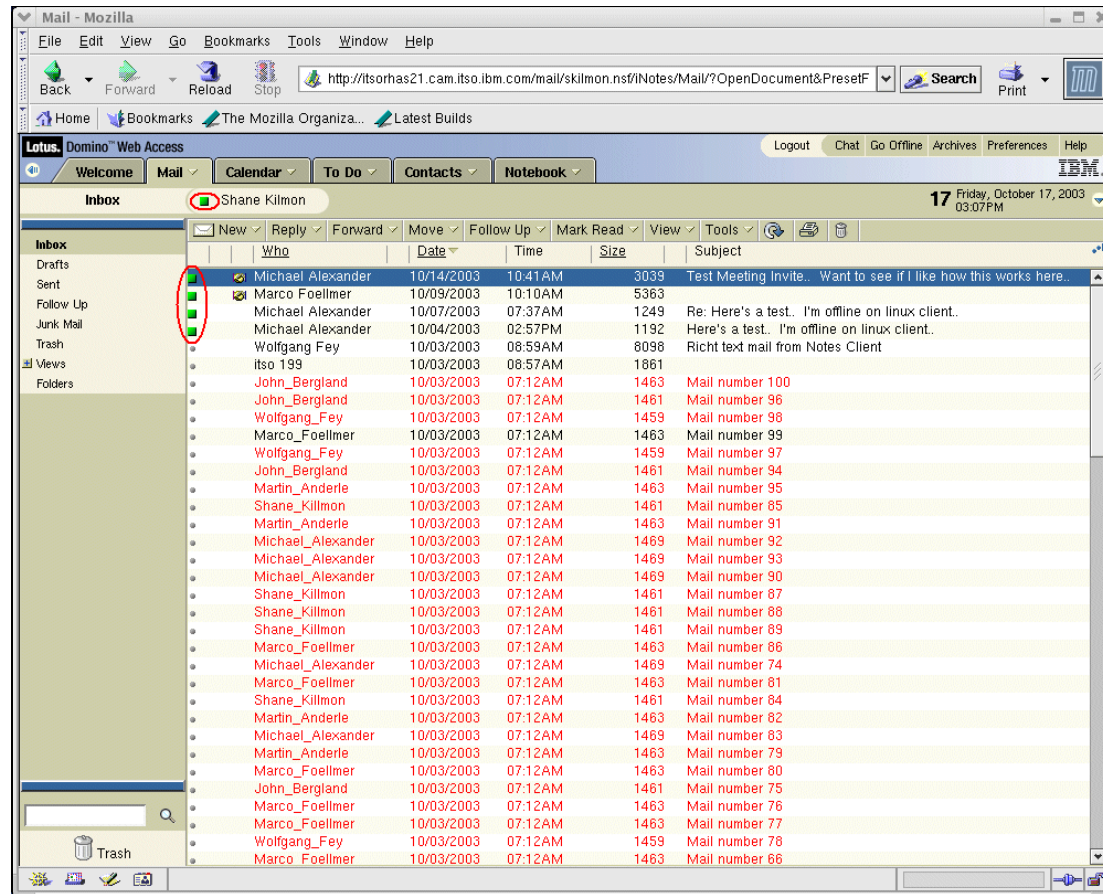 Mail - Mozilla
File Edit View Go Bookmarks Tools Window Help
Back Forward Reload Stop http://itsorhas21.cam.itso.ibm.com/mail/skilmon.nsf/iNotes/Mail/?OpenDocument&PresetF Search Print
Home Bookmarks The Mozilla Organiza... Latest Builds
Lotus. Domino™ Web Access Logout Chat Go Offline Archives Preferences Help
Welcome Mail Calendar To Do Contacts Notebook IBM.
Inbox Shane Kilmon 17 Friday, October 17, 2003
03:07PM
New Reply Forward Move Follow Up Mark Read View Tools
Who Date Time Size Subject
Inbox
Drafts
Sent
Follow Up
Junk Mail
Trash
Views
Folders
Michael Alexander 10/14/2003 10:41AM 3039 Test Meeting Invite.. Want to see if I like how this works here..
Marco Foellmer 10/09/2003 10:10AM 5363
Michael Alexander 10/07/2003 07:37AM 1249 Re: Here's a test.. I'm offline on linux client..
Michael Alexander 10/04/2003 02:57PM 1192 Here's a test.. I'm offline on linux client..
Wolfgang Fey 10/03/2003 08:59AM 8098 Richt text mail from Notes Client
itso 199 10/03/2003 08:57AM 1861
John_Bergland 10/03/2003 07:12AM 1463 Mail number 100
John_Bergland 10/03/2003 07:12AM 1461 Mail number 96
Wolfgang_Fey 10/03/2003 07:12AM 1459 Mail number 98
Marco_Foellmer 10/03/2003 07:12AM 1463 Mail number 99
Wolfgang_Fey 10/03/2003 07:12AM 1459 Mail number 97
John_Bergland 10/03/2003 07:12AM 1461 Mail number 94
Martin_Anderle 10/03/2003 07:12AM 1463 Mail number 95
Shane_Killmon 10/03/2003 07:12AM 1461 Mail number 85
Martin_Anderle 10/03/2003 07:12AM 1463 Mail number 91
Michael_Alexander 10/03/2003 07:12AM 1469 Mail number 92
Michael_Alexander 10/03/2003 07:12AM 1469 Mail number 93
Michael_Alexander 10/03/2003 07:12AM 1469 Mail number 90
Shane_Killmon 10/03/2003 07:12AM 1461 Mail number 87
Shane_Killmon 10/03/2003 07:12AM 1461 Mail number 88
Shane_Killmon 10/03/2003 07:12AM 1461 Mail number 89
Marco_Foellmer 10/03/2003 07:12AM 1463 Mail number 86
Michael_Alexander 10/03/2003 07:12AM 1469 Mail number 74
Marco_Foellmer 10/03/2003 07:12AM 1463 Mail number 81
Shane_Killmon 10/03/2003 07:12AM 1461 Mail number 84
Martin_Anderle 10/03/2003 07:12AM 1463 Mail number 82
Michael_Alexander 10/03/2003 07:12AM 1469 Mail number 83
Martin_Anderle 10/03/2003 07:12AM 1463 Mail number 79
Marco_Foellmer 10/03/2003 07:12AM 1463 Mail number 80
John_Bergland 10/03/2003 07:12AM 1461 Mail number 75
Marco_Foellmer 10/03/2003 07:12AM 1463 Mail number 76
Marco_Foellmer 10/03/2003 07:12AM 1463 Mail number 77
Wolfgang_Fey 10/03/2003 07:12AM 1459 Mail number 78
Marco_Foellmer 10/03/2003 07:12AM 1463 Mail number 66
Trash